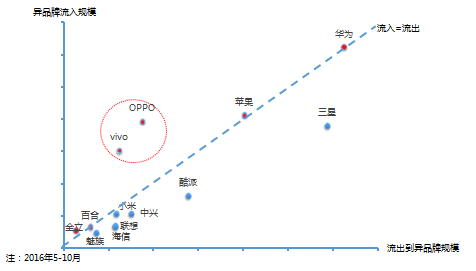 异品牌流入规模
华为
流入=流出
苹果
OPPO
三星
vivo
酷派
小米
百合
中兴
金立
联想
魅族
海信
流出到异品牌规模
注：2016年5-10月